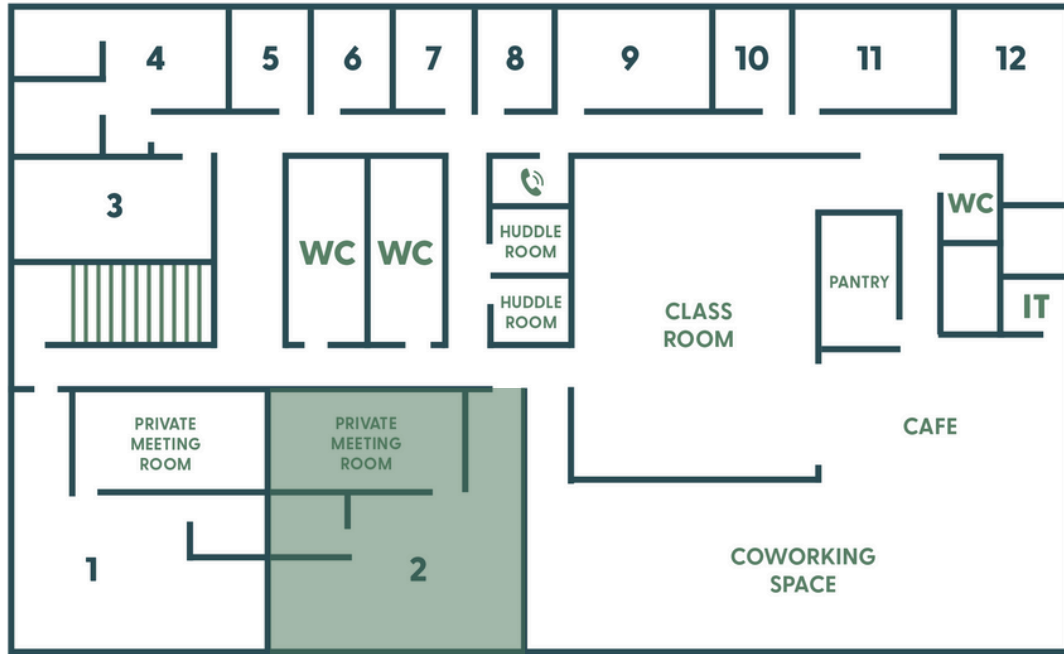 4
5
6
7
8
9
10
11
12
3
WC
WC
HUDDLE
ROOM
HUDDLE
ROOM
CLASS
ROOM
PANTRY
WC
IT
PRIVATE
MEETING
ROOM
PRIVATE
MEETING
ROOM
CAFE
1
2
COWORKING
SPACE